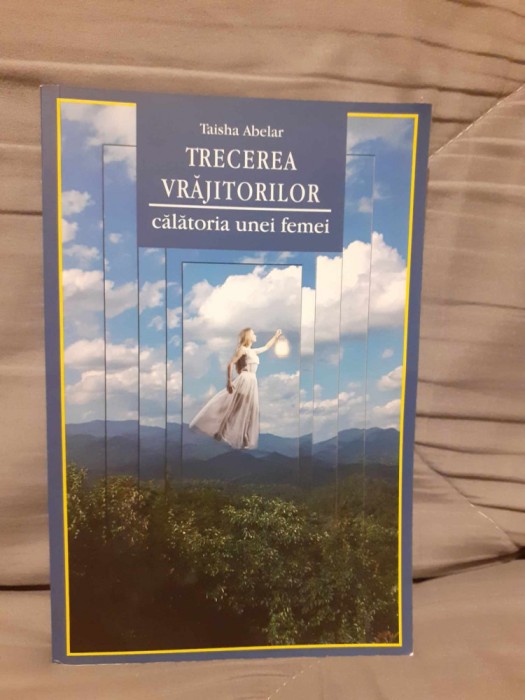 Taisha Abelar
TRECEREA
VRĂJITORILOR
călătoria unei femei